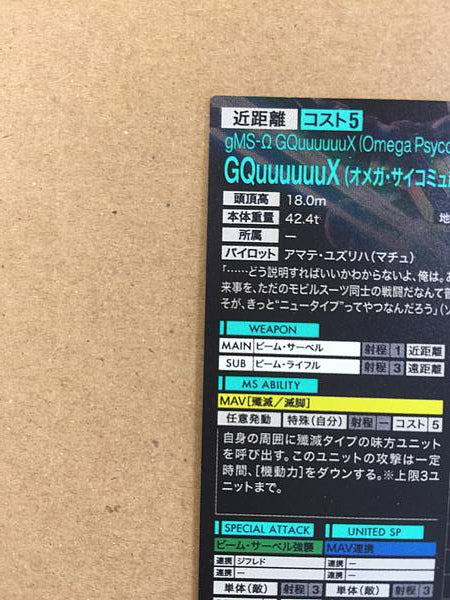 近距離 コスト5
gMS-Ω GQuuuuuuX (Omega Psyco
GQuuuuuuX (オメガ・サイコミュ
頭頂高 18.0m
本体重量 42.4t 地
所属 ―
パイロット アマテ・ユズリハ(マチュ)
「……どう説明すればいいかわからないよ、俺は。あ
来事を、ただのモビルスーツ同士の戦闘だなんて
そが、きっと"ニュータイプ"ってやつなんだろう」(ソ
WEAPON
MAIN ビーム・サーベル 射程 1 近距離
SUB ビーム・ライフル 射程 3 遠距離
MS ABILITY
MAV[殲滅／滅脚]
任意発動 特殊(自分) 射程 ― コスト 5
自身の周囲に殲滅タイプの味方ユニット
を呼び出す。このユニットの攻撃は一定
時間、[機動力]をダウンする。※上限3ユ
ニットまで。
SPECIAL ATTACK UNITED SP
ビーム・サーベル強襲 MAV連携
連携 ジフレド 連携 ―
連携 ― 連携 ―
単体(敵) 射程 3 単体(敵) 射程 3